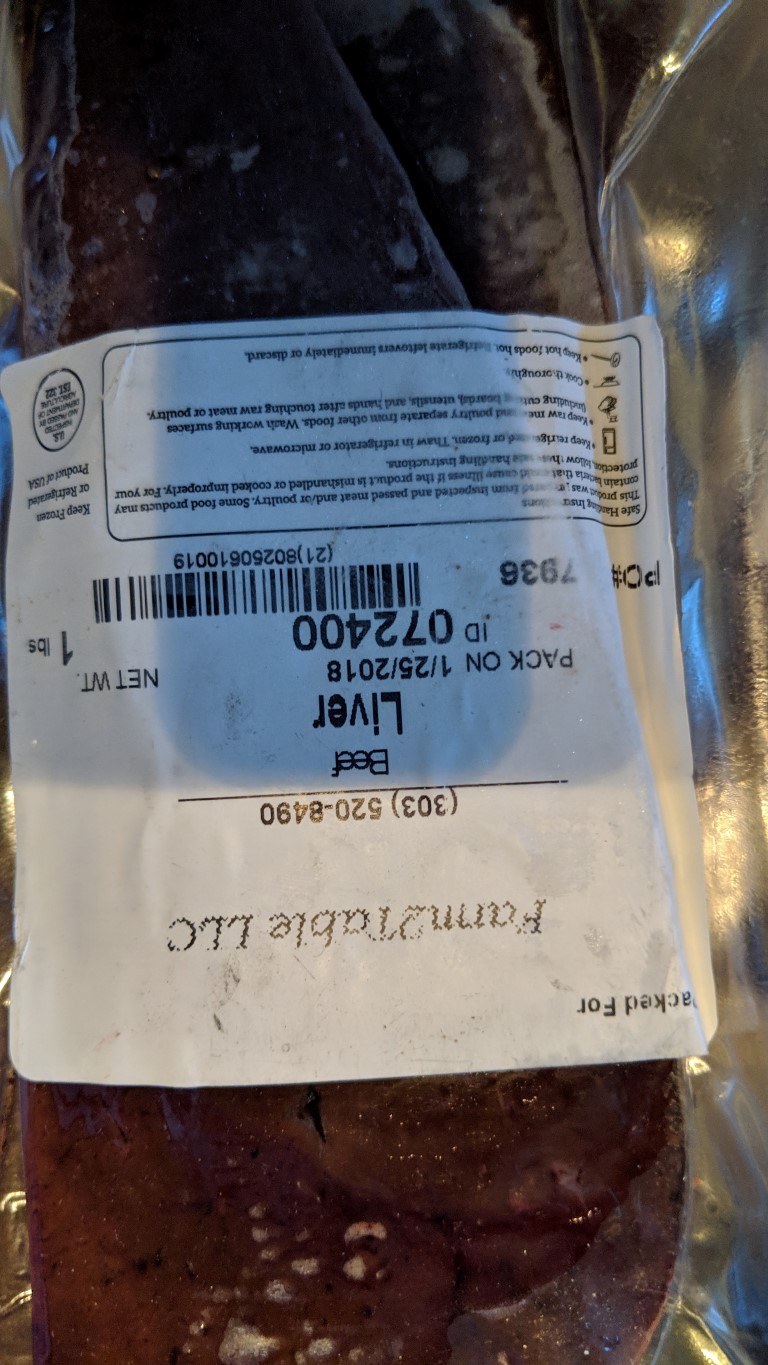 Packed For
Farm2Table LLC
(303) 520-8490
Beef
Liver
PACK ON 1/25/2018
NET WT.
1 lbs
ID 072400
PO# 7936
(21)80250610019
Safe Handling Instructions
This product was from inspected and passed meat and/or poultry. Some food products may
contain bacteria that could cause illness if the product is mishandled or cooked improperly. For your
protection, follow these safe handling instructions.
• Keep refrigerated or frozen. Thaw in refrigerator or microwave.
• Keep raw meat and poultry separate from other foods. Wash working surfaces
(including cutting boards), utensils, and hands after touching raw meat or poultry.
• Cook thoroughly.
• Keep hot foods hot. Refrigerate leftovers immediately or discard.
Keep Frozen
or Refrigerated
Product of USA
U.S.
INSPECTED
AND PASSED BY
DEPARTMENT OF
AGRICULTURE
EST. 322